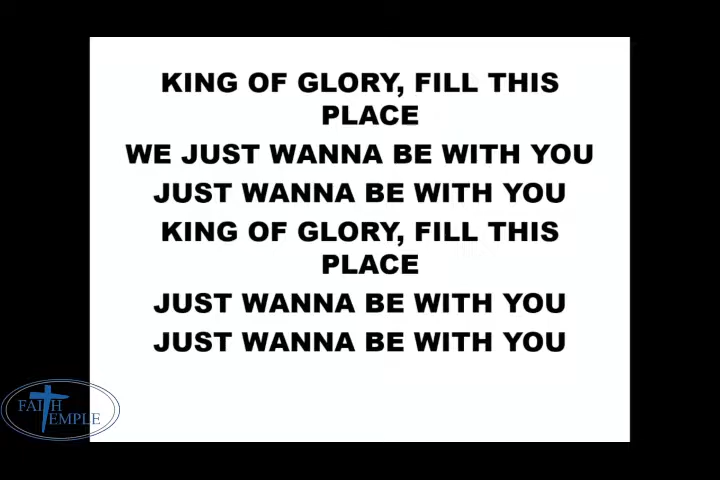 KING OF GLORY, FILL THIS
PLACE
WE JUST WANNA BE WITH YOU
JUST WANNA BE WITH YOU
KING OF GLORY, FILL THIS
PLACE
JUST WANNA BE WITH YOU
JUST WANNA BE WITH YOU
FAITH
TEMPLE